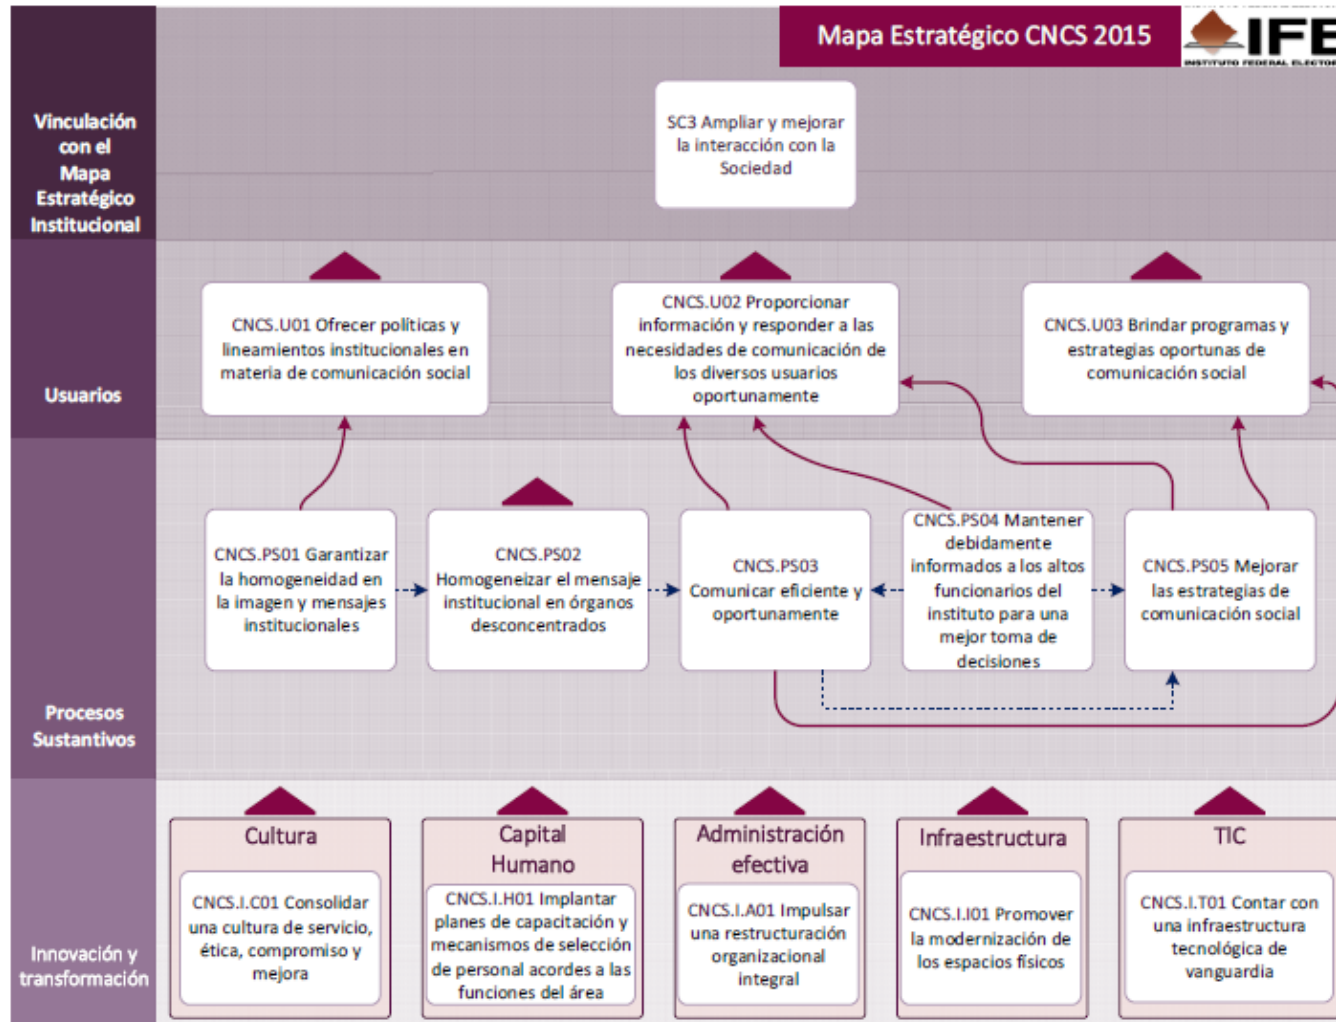 Mapa Estratégico CNCS 2015
IFE
INSTITUTO FEDERAL ELECTOR
Vinculación
con el
Mapa
Estratégico
Institucional
SC3 Ampliar y mejorar
la interacción con la
Sociedad
Usuarios
CNCS.U01 Ofrecer políticas y
lineamientos institucionales en
materia de comunicación social
CNCS.U02 Proporcionar
información y responder a las
necesidades de comunicación de
los diversos usuarios
oportunamente
CNCS.U03 Brindar programas y
estrategias oportunas de
comunicación social
Procesos
Sustantivos
CNCS.PS01 Garantizar
la homogeneidad en
la imagen y mensajes
institucionales
CNCS.PS02
Homogeneizar el mensaje
institucional en órganos
desconcentrados
CNCS.PS03
Comunicar eficiente y
oportunamente
CNCS.PS04 Mantener
debidamente
informados a los altos
funcionarios del
instituto para una
mejor toma de
decisiones
CNCS.PS05 Mejorar
las estrategias de
comunicación social
Innovación y
transformación
Cultura
CNCS.I.C01 Consolidar
una cultura de servicio,
ética, compromiso y
mejora
Capital
Humano
CNCS.I.H01 Implantar
planes de capacitación y
mecanismos de selección
de personal acordes a las
funciones del área
Administración
efectiva
CNCS.I.A01 Impulsar
una restructuración
organizacional
integral
Infraestructura
CNCS.I.I01 Promover
la modernización de
los espacios físicos
TIC
CNCS.I.T01 Contar con
una infraestructura
tecnológica de
vanguardia